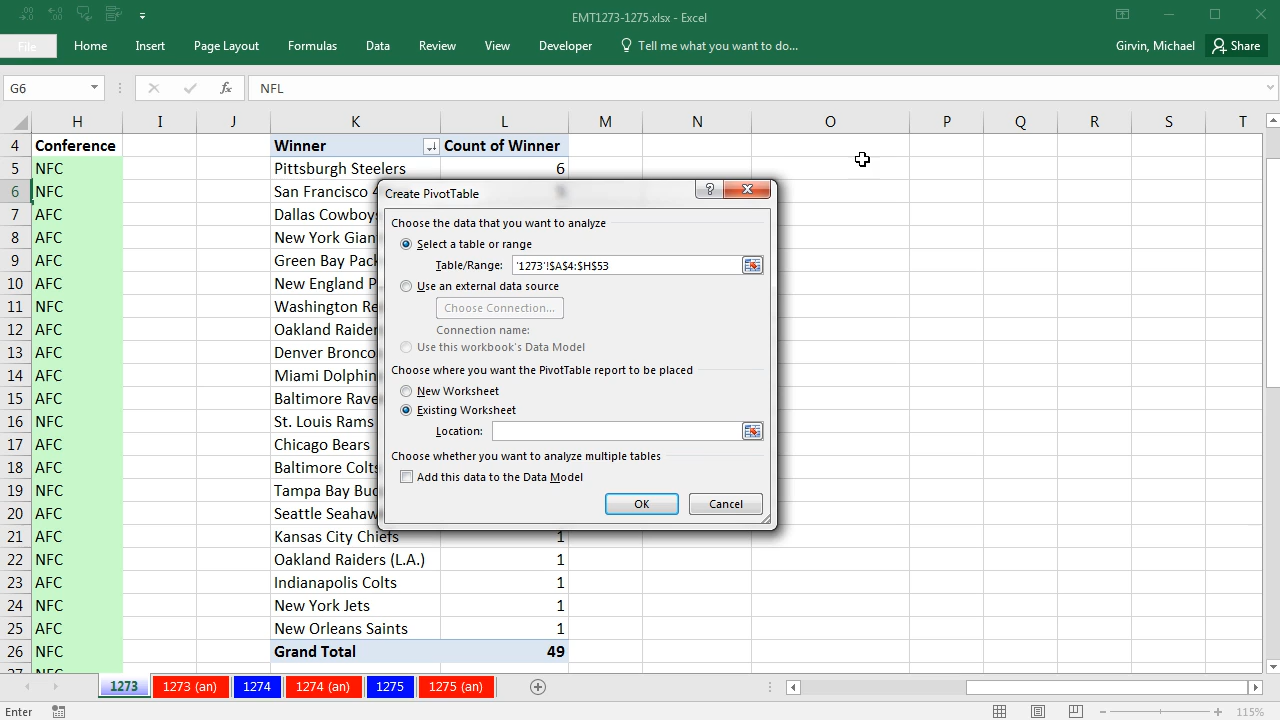 EMT1273-1275.xlsx - Excel
File Home Insert Page Layout Formulas Data Review View Developer Tell me what you want to do... Girvin, Michael Share
G6 fx NFL
H I J K L M N O P Q R S T
4 Conference Winner Count of Winner
5 NFC Pittsburgh Steelers 6
6 NFC San Francisco 4
7 AFC Dallas Cowboys
8 AFC New York Gian
9 AFC Green Bay Pack
10 AFC New England P
11 NFC Washington Re
12 AFC Oakland Raider
13 AFC Denver Bronco
14 AFC Miami Dolphin
15 AFC Baltimore Rave
16 NFC St. Louis Rams
17 AFC Chicago Bears
18 AFC Baltimore Colts
19 NFC Tampa Bay Buc
20 AFC Seattle Seahaw
21 AFC Kansas City Chiefs 1
22 NFC Oakland Raiders (L.A.) 1
23 AFC Indianapolis Colts 1
24 NFC New York Jets 1
25 AFC New Orleans Saints 1
26 NFC Grand Total 49
Create PivotTable
?
Choose the data that you want to analyze
Select a table or range
Table/Range: '1273'!$A$4:$H$53
Use an external data source
Choose Connection...
Connection name:
Use this workbook's Data Model
Choose where you want the PivotTable report to be placed
New Worksheet
Existing Worksheet
Location:
Choose whether you want to analyze multiple tables
Add this data to the Data Model
OK Cancel
1273 1273 (an) 1274 1274 (an) 1275 1275 (an)
Enter 115%